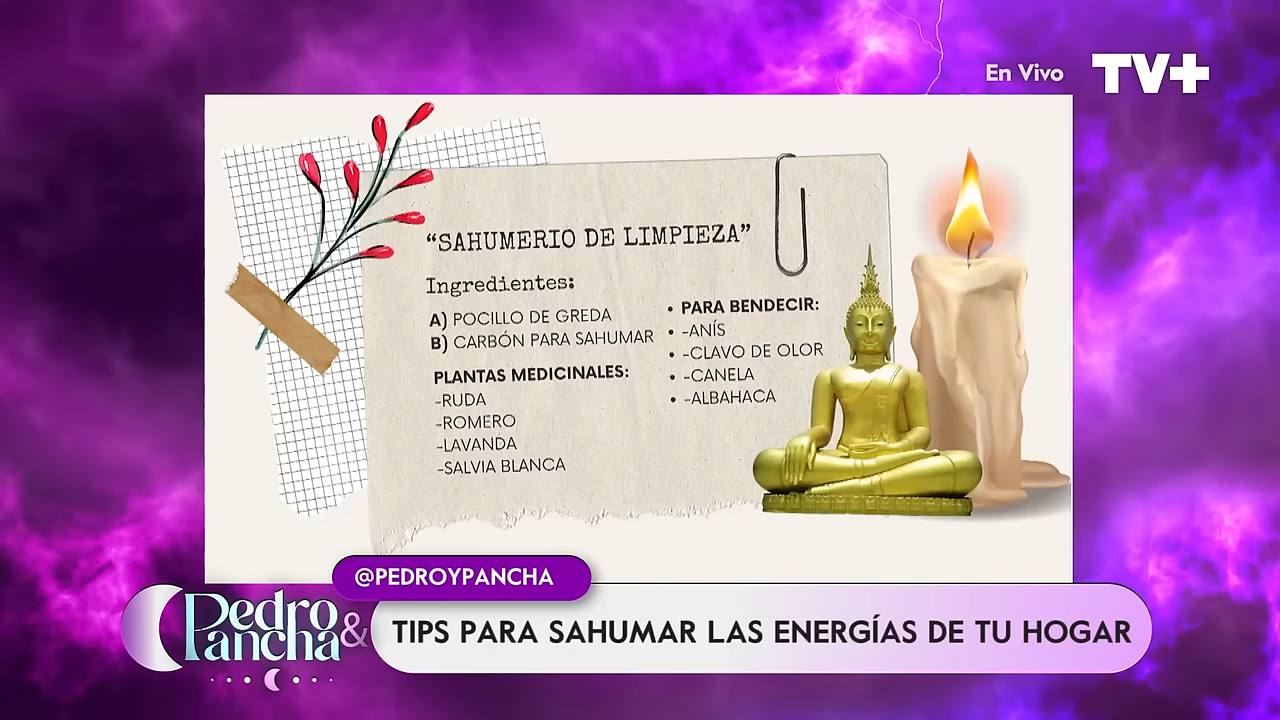 En Vivo TV+
“SAHUMERIO DE LIMPIEZA”
Ingredientes:
A) POCILLO DE GREDA
B) CARBÓN PARA SAHUMAR
PLANTAS MEDICINALES:
-RUDA
-ROMERO
-LAVANDA
-SALVIA BLANCA
• PARA BENDECIR:
• -ANÍS
• -CLAVO DE OLOR
• -CANELA
• -ALBAHACA
@PEDROYPANCHA
Pedro &
Pancha
TIPS PARA SAHUMAR LAS ENERGÍAS DE TU HOGAR